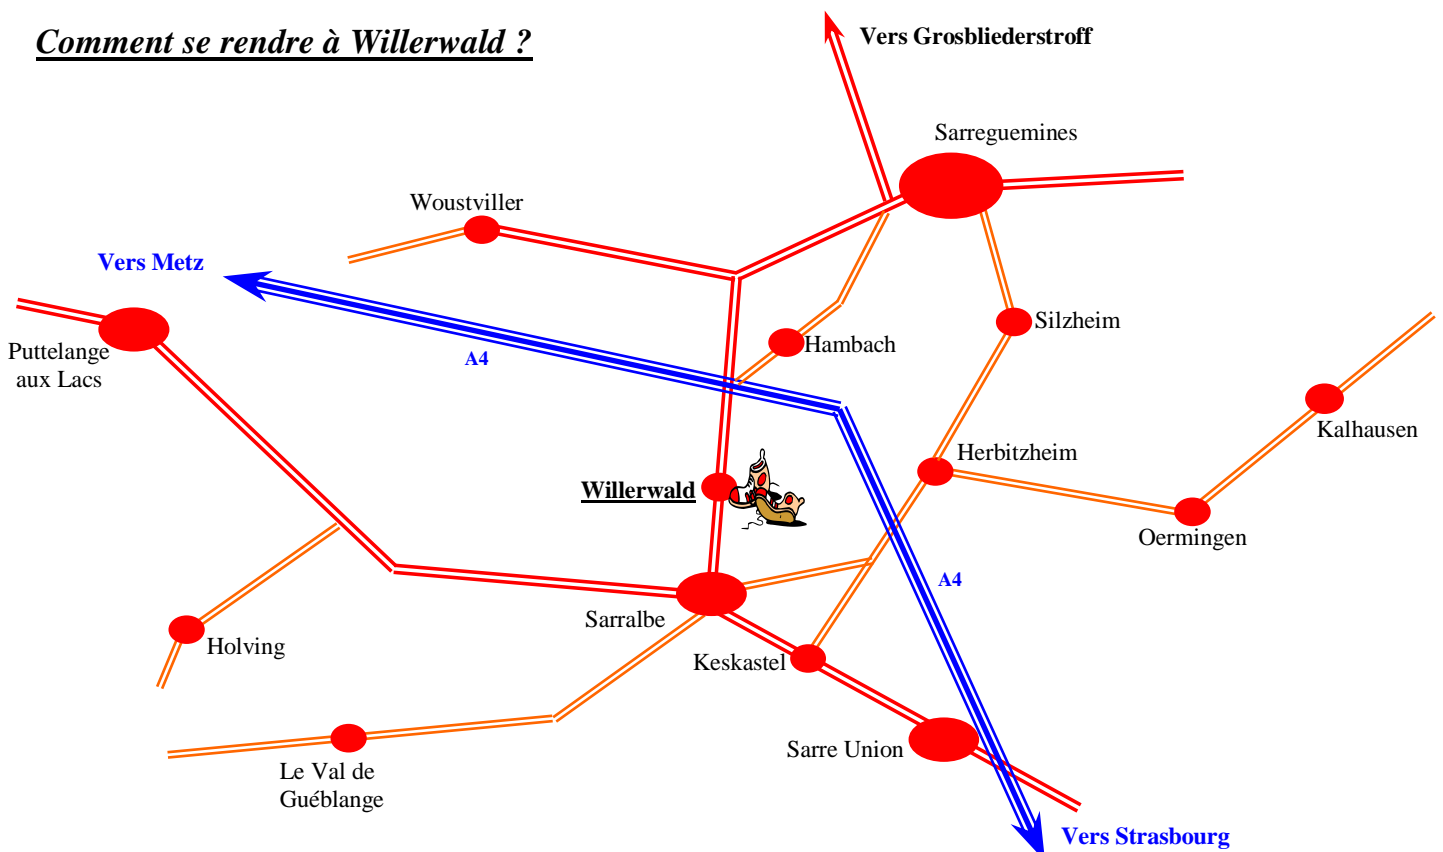 Comment se rendre à Willerwald ?
Vers Grosbliederstroff
Sarreguemines
Woustviller
Vers Metz
Silzheim
Puttelange
aux Lacs
A4
Hambach
Kalhausen
Herbitzheim
Willerwald
Oermingen
A4
Sarralbe
Holving
Keskastel
Sarre Union
Le Val de
Guéblange
Vers Strasbourg